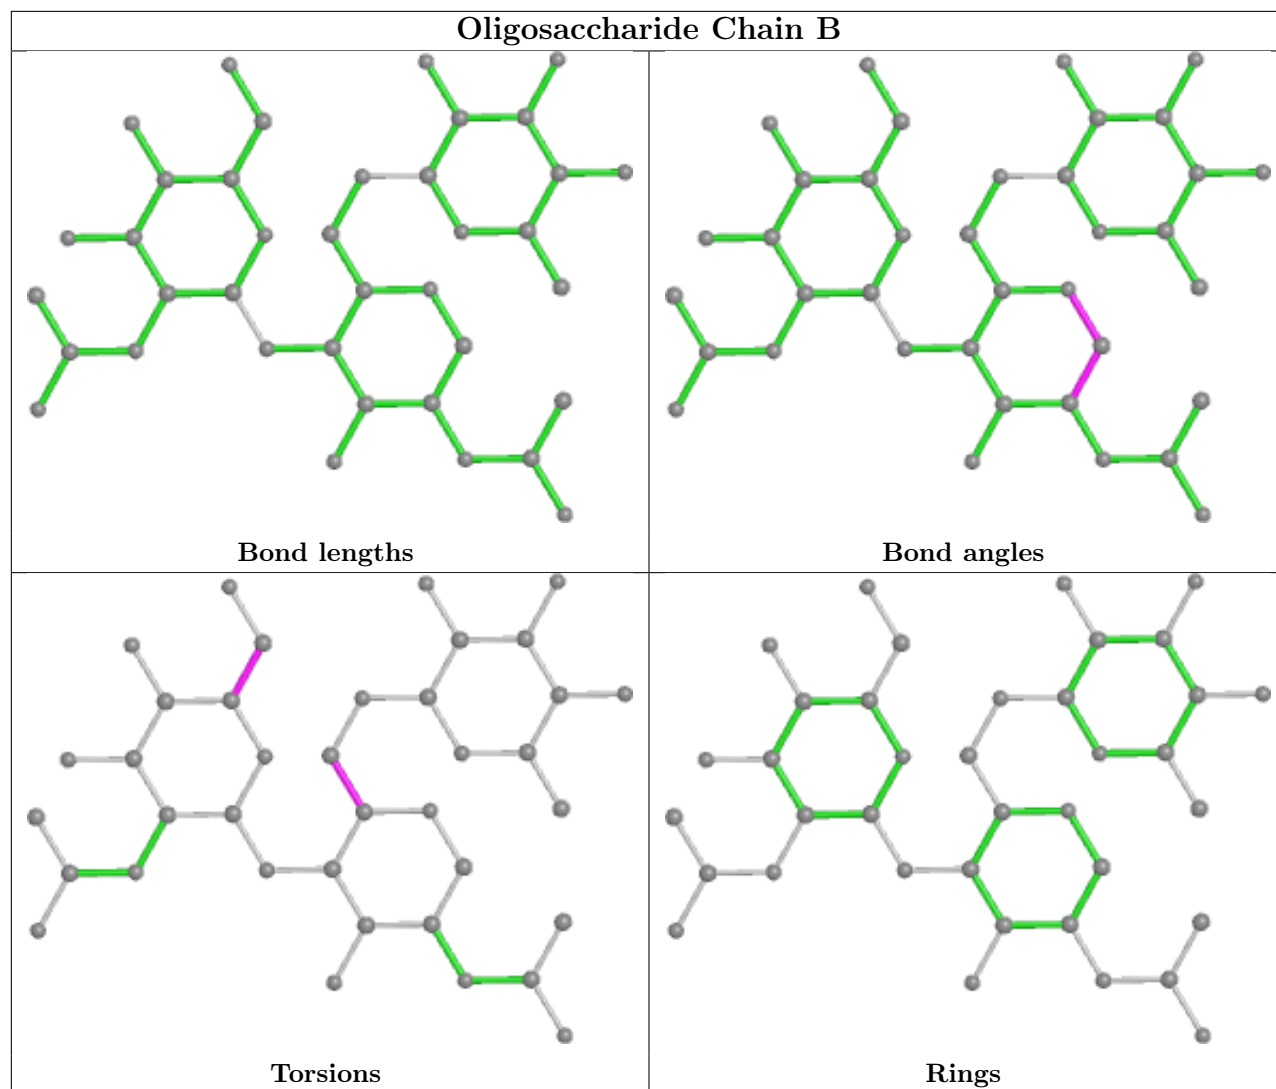 Oligosaccharide Chain B
Bond lengths
Bond angles
Torsions
Rings